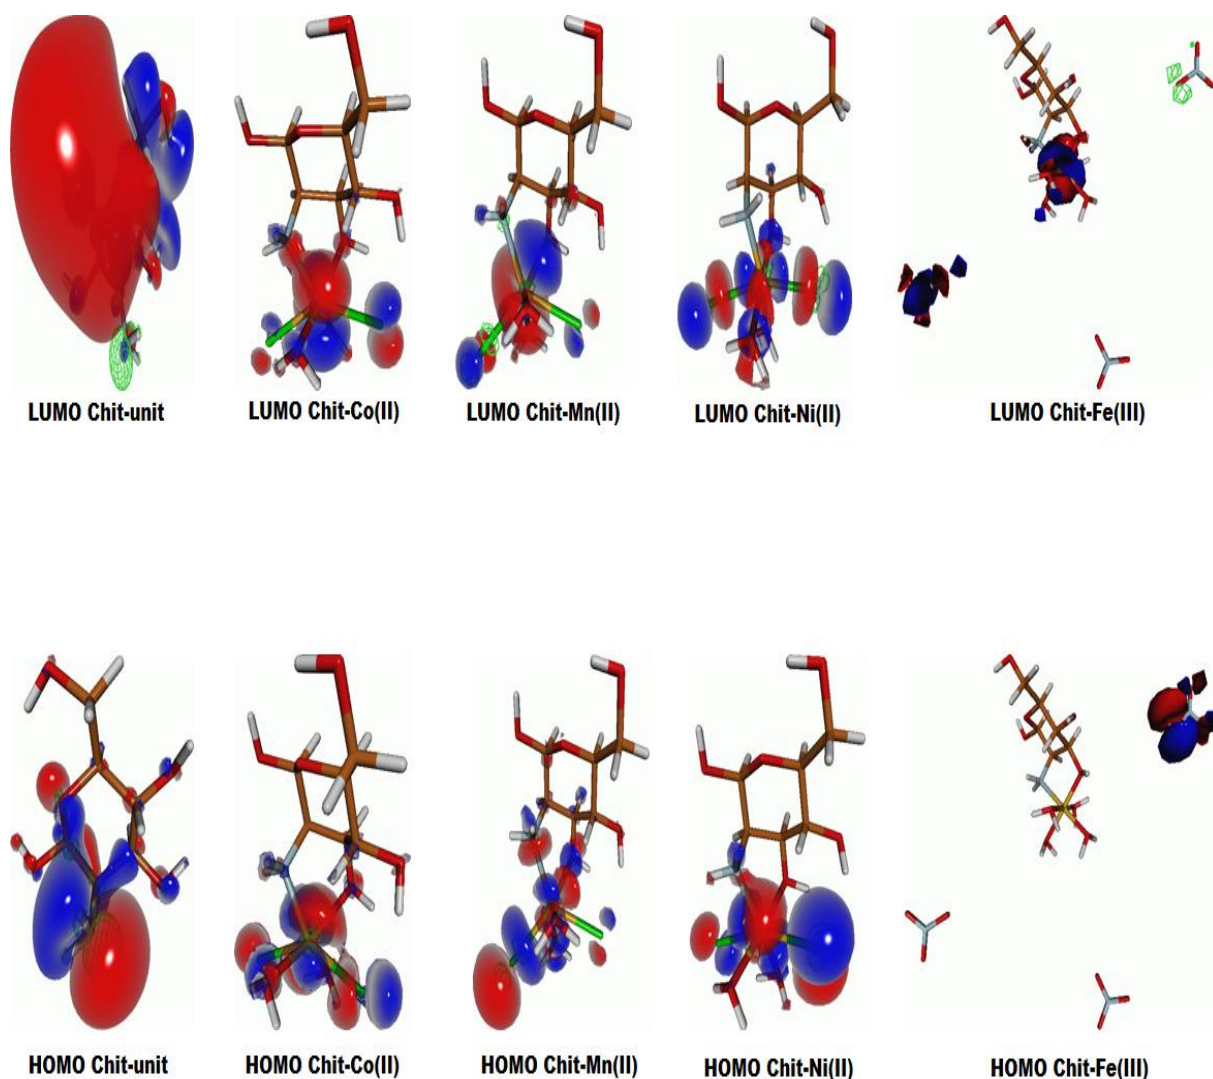 LUMO Chit-unit
LUMO Chit-Co(II)
LUMO Chit-Mn(II)
LUMO Chit-Ni(II)
LUMO Chit-Fe(III)
HOMO Chit-unit
HOMO Chit-Co(II)
HOMO Chit-Mn(II)
HOMO Chit-Ni(II)
HOMO Chit-Fe(III)